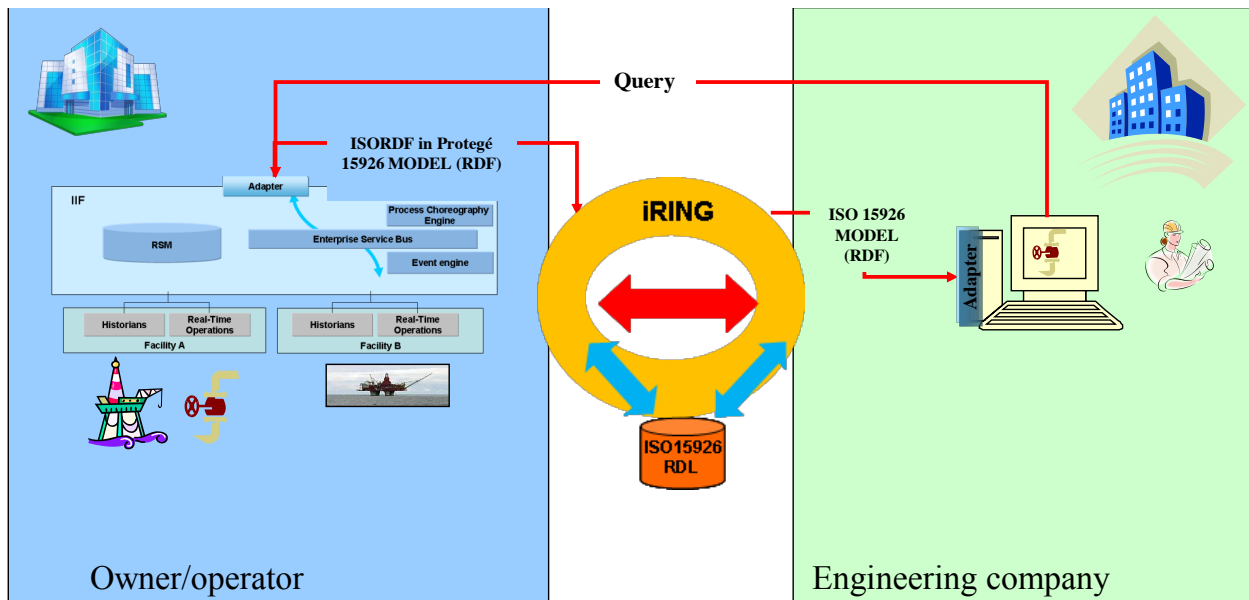 Query
ISORDF in Protegé
15926 MODEL (RDF)
Adapter
IIF
Process Choreography
Engine
RSM
Enterprise Service Bus
Event engine
Historians
Real-Time
Operations
Facility A
Historians
Real-Time
Operations
Facility B
iRING
ISO15926
RDL
ISO 15926
MODEL
(RDF)
Adapter
Owner/operator
Engineering company